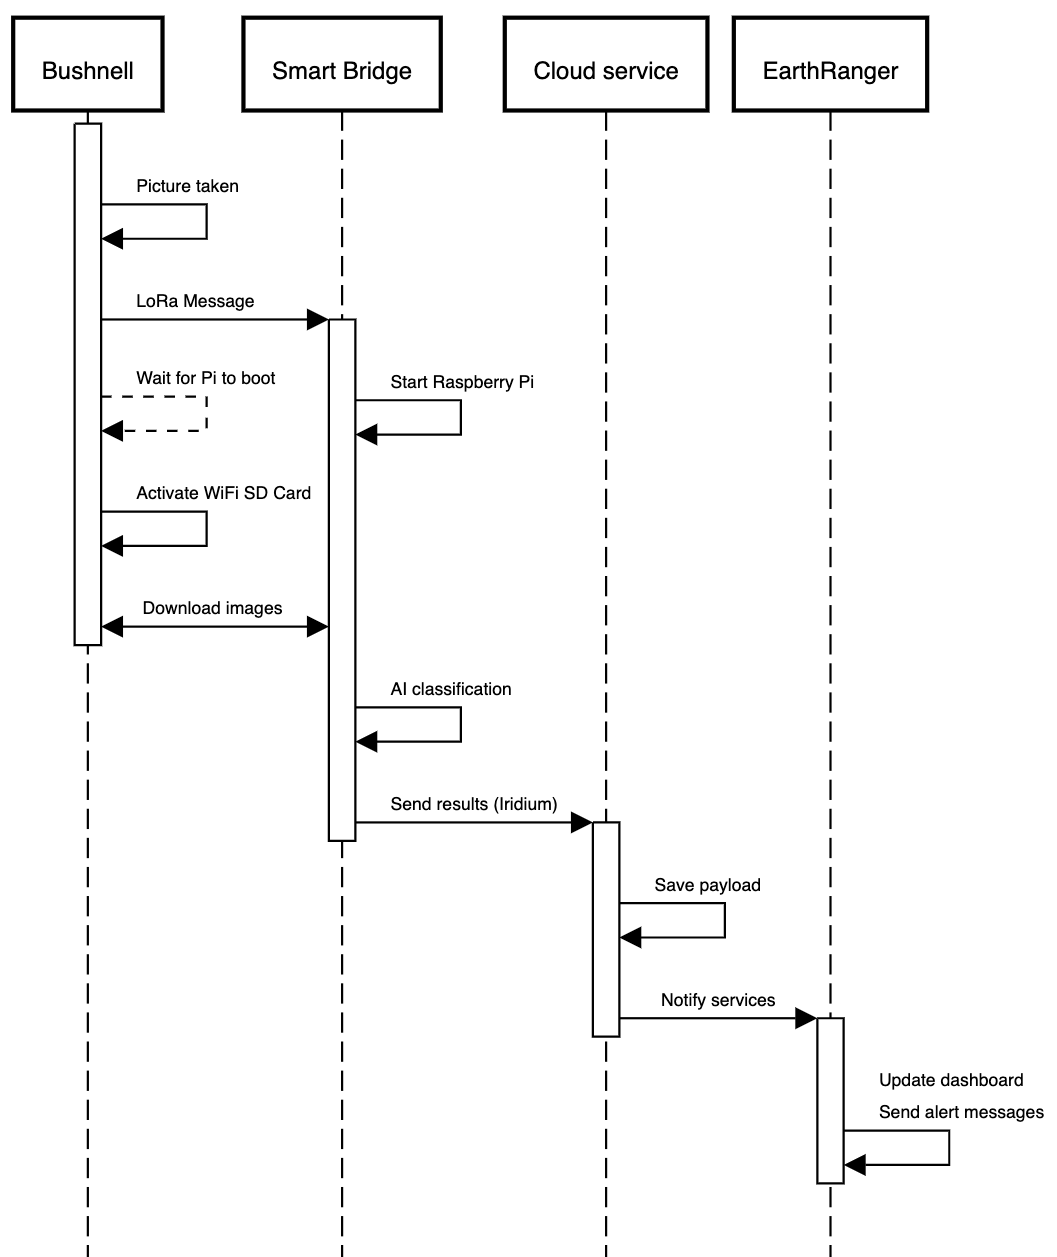 Bushnell
Smart Bridge
Cloud service
EarthRanger
Picture taken
LoRa Message
Wait for Pi to boot
Start Raspberry Pi
Activate WiFi SD Card
Download images
AI classification
Send results (Iridium)
Save payload
Notify services
Update dashboard
Send alert messages